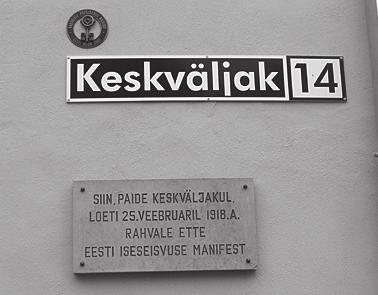 Keskväljak 14
SIIN, PAIDE KESKVÄLJAKUL,
LOETI 25.VEEBRUARIL 1918.A.
RAHVALE ETTE
EESTI ISESEISVUSE MANIFEST